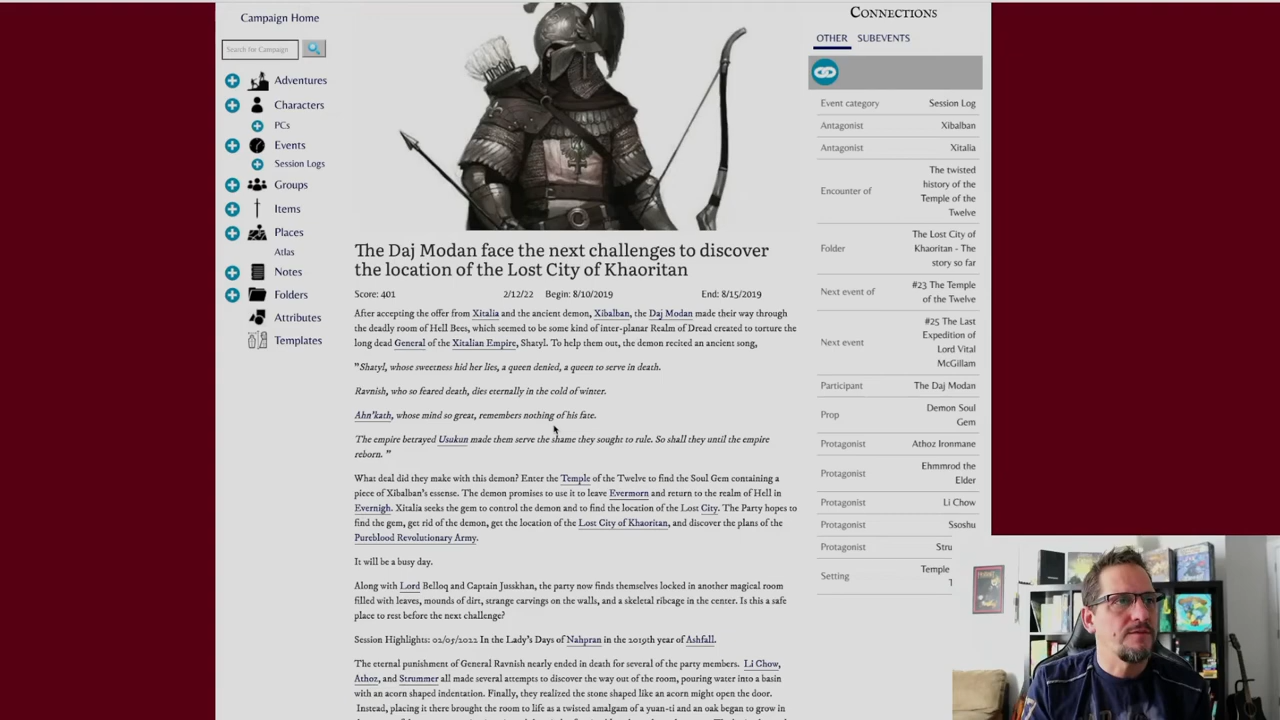 Campaign Home
Search the Campaign
Adventures
Characters
PCs
Events
Session Logs
Groups
Items
Places
Atlas
Notes
Folders
Attributes
Templates
The Daj Modan face the next challenges to discover
the location of the Lost City of Khaoritan
Score: 401 2/12/22 Begin: 8/10/2019 End: 8/15/2019
After accepting the offer from Xitalia and the ancient demon, Xibalban, the Daj Modan made their way through
the deadly room of Hell Bees, which seemed to be some kind of inter-planar Realm of Dread created to torture the
long dead General of the Xitalian Empire, Shatyl. To help them out, the demon recited an ancient song,
"Shatyl, whose sweetness hid her lies, a queen denied, a queen to serve in death.
Ravnish, who so feared death, dies eternally in the cold of winter.
Ahn'kath, whose mind so great, remembers nothing of his fate.
The empire betrayed Usukun made them serve the shame they sought to rule. So shall they until the empire
reborn. "
What deal did they make with this demon? Enter the Temple of the Twelve to find the Soul Gem containing a
piece of Xibalban's essense. The demon promises to use it to leave Evermorn and return to the realm of Hell in
Evernigh. Xitalia seeks the gem to control the demon and to find the location of the Lost City. The Party hopes to
find the gem, get rid of the demon, get the location of the Lost City of Khaoritan, and discover the plans of the
Pureblood Revolutionary Army.
It will be a busy day.
Along with Lord Belloq and Captain Jusskhan, the party now finds themselves locked in another magical room
filled with leaves, mounds of dirt, strange carvings on the walls, and a skeletal ribcage in the center. Is this a safe
place to rest before the next challenge?
Session Highlights: 02/05/2022 In the Lady's Days of Nahpran in the 2019th year of Ashfall.
The eternal punishment of General Ravnish nearly ended in death for several of the party members. Li Chow,
Athoz, and Strummer all made several attempts to discover the way out of the room, pouring water into a basin
with an acorn shaped indentation. Finally, they realized the stone shaped like an acorn might open the door.
Instead, placing it there brought the room to life as a twisted amalgam of a yuan-ti and an oak began to grow in
Connections
OTHER SUBEVENTS
Event category Session Log
Antagonist Xibalban
Antagonist Xitalia
Encounter of The twisted
history of the
Temple of the
Twelve
Folder The Lost City of
Khaoritan - The
story so far
Next event of #23 The Temple
of the Twelve
Next event #25 The Last
Expedition of
Lord Vital
McGillam
Participant The Daj Modan
Prop Demon Soul
Gem
Protagonist Athoz Ironmane
Protagonist Ehmmrod the
Elder
Protagonist Li Chow
Protagonist Ssoshu
Protagonist Stru
Setting Temple
T